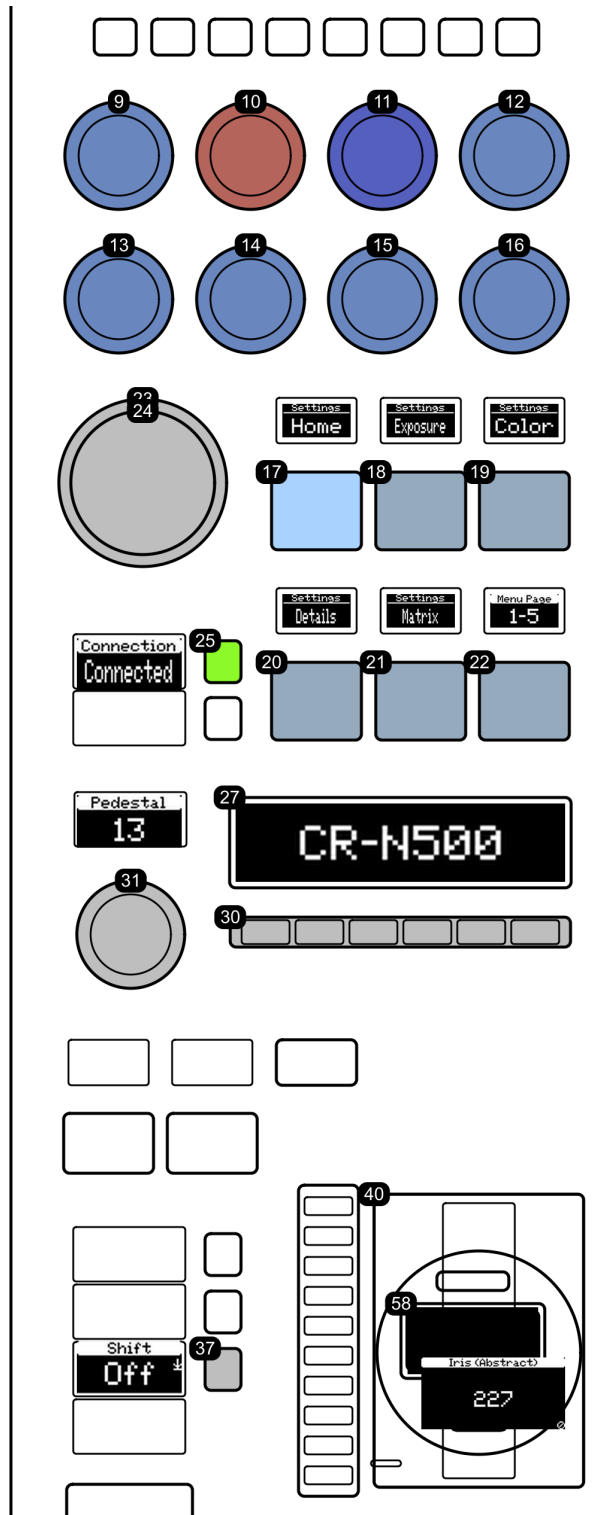 9
10
11
12
13
14
15
16
23
24
Settings
Home
Settings
Exposure
Settings
Color
17
18
19
Settings
Details
Settings
Matrix
Menu Page
1-5
Connection
Connected
25
20
21
22
Pedestal
13
27
CR-N500
31
30
40
58
Shift
Off
37
Iris (Abstract)
227